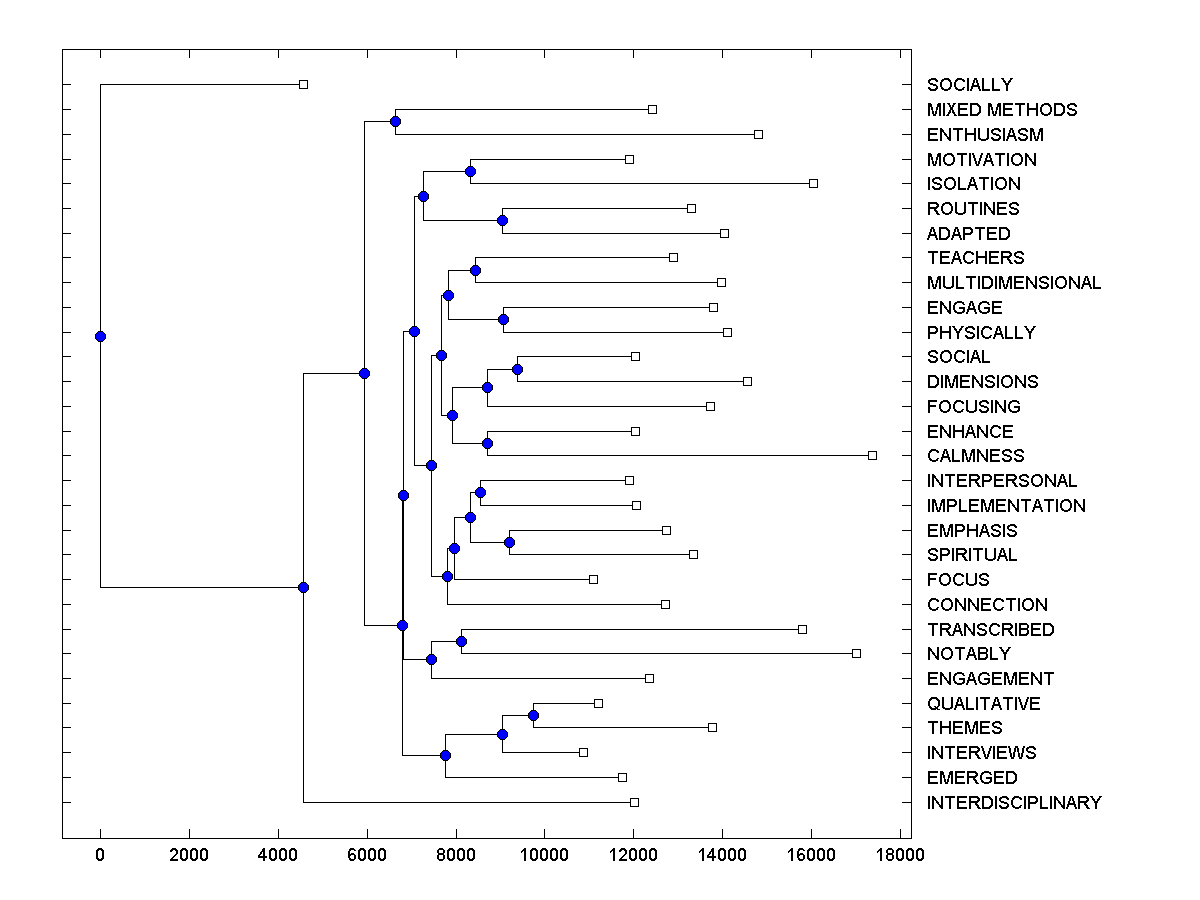 SOCIALLY
MIXED METHODS
ENTHUSIASM
MOTIVATION
ISOLATION
ROUTINES
ADAPTED
TEACHERS
MULTIDIMENSIONAL
ENGAGE
PHYSICALLY
SOCIAL
DIMENSIONS
FOCUSING
ENHANCE
CALMNESS
INTERPERSONAL
IMPLEMENTATION
EMPHASIS
SPIRITUAL
FOCUS
CONNECTION
TRANSCRIBED
NOTABLY
ENGAGEMENT
QUALITATIVE
THEMES
INTERVIEWS
EMERGED
INTERDISCIPLINARY
0 2000 4000 6000 8000 10000 12000 14000 16000 18000